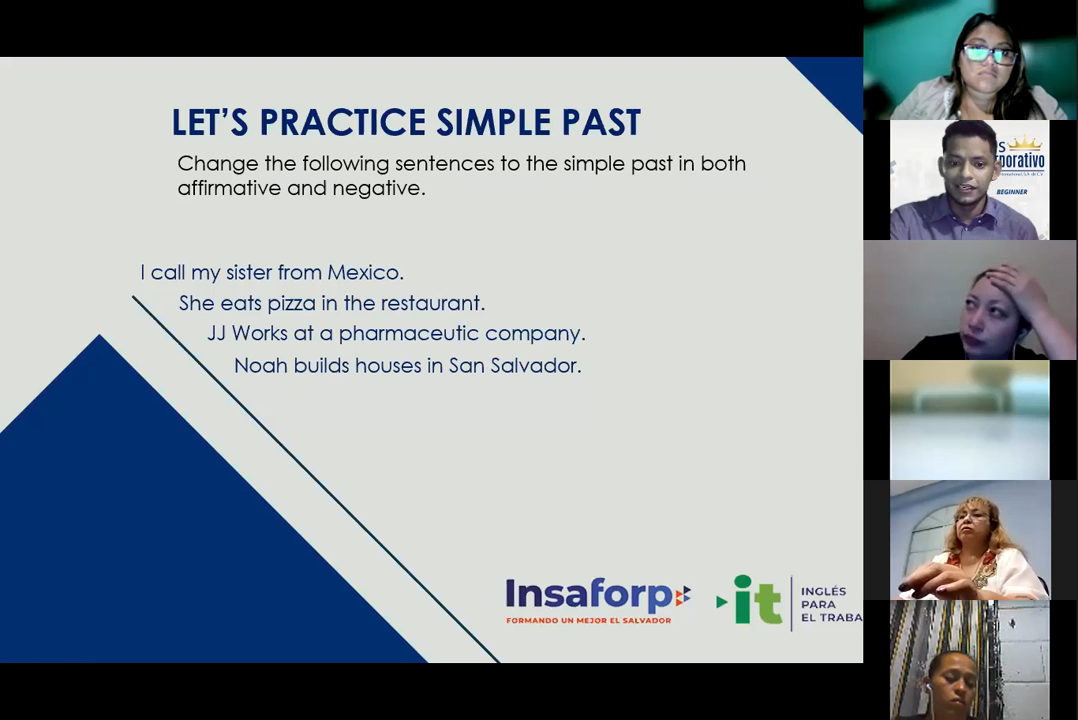 LET'S PRACTICE SIMPLE PAST
Change the following sentences to the simple past in both
affirmative and negative.
I call my sister from Mexico.
She eats pizza in the restaurant.
JJ Works at a pharmaceutic company.
Noah builds houses in San Salvador.
Insaforp
FORMANDO UN MEJOR EL SALVADOR
it
INGLÉS
PARA
EL TRABA
BEGINNER